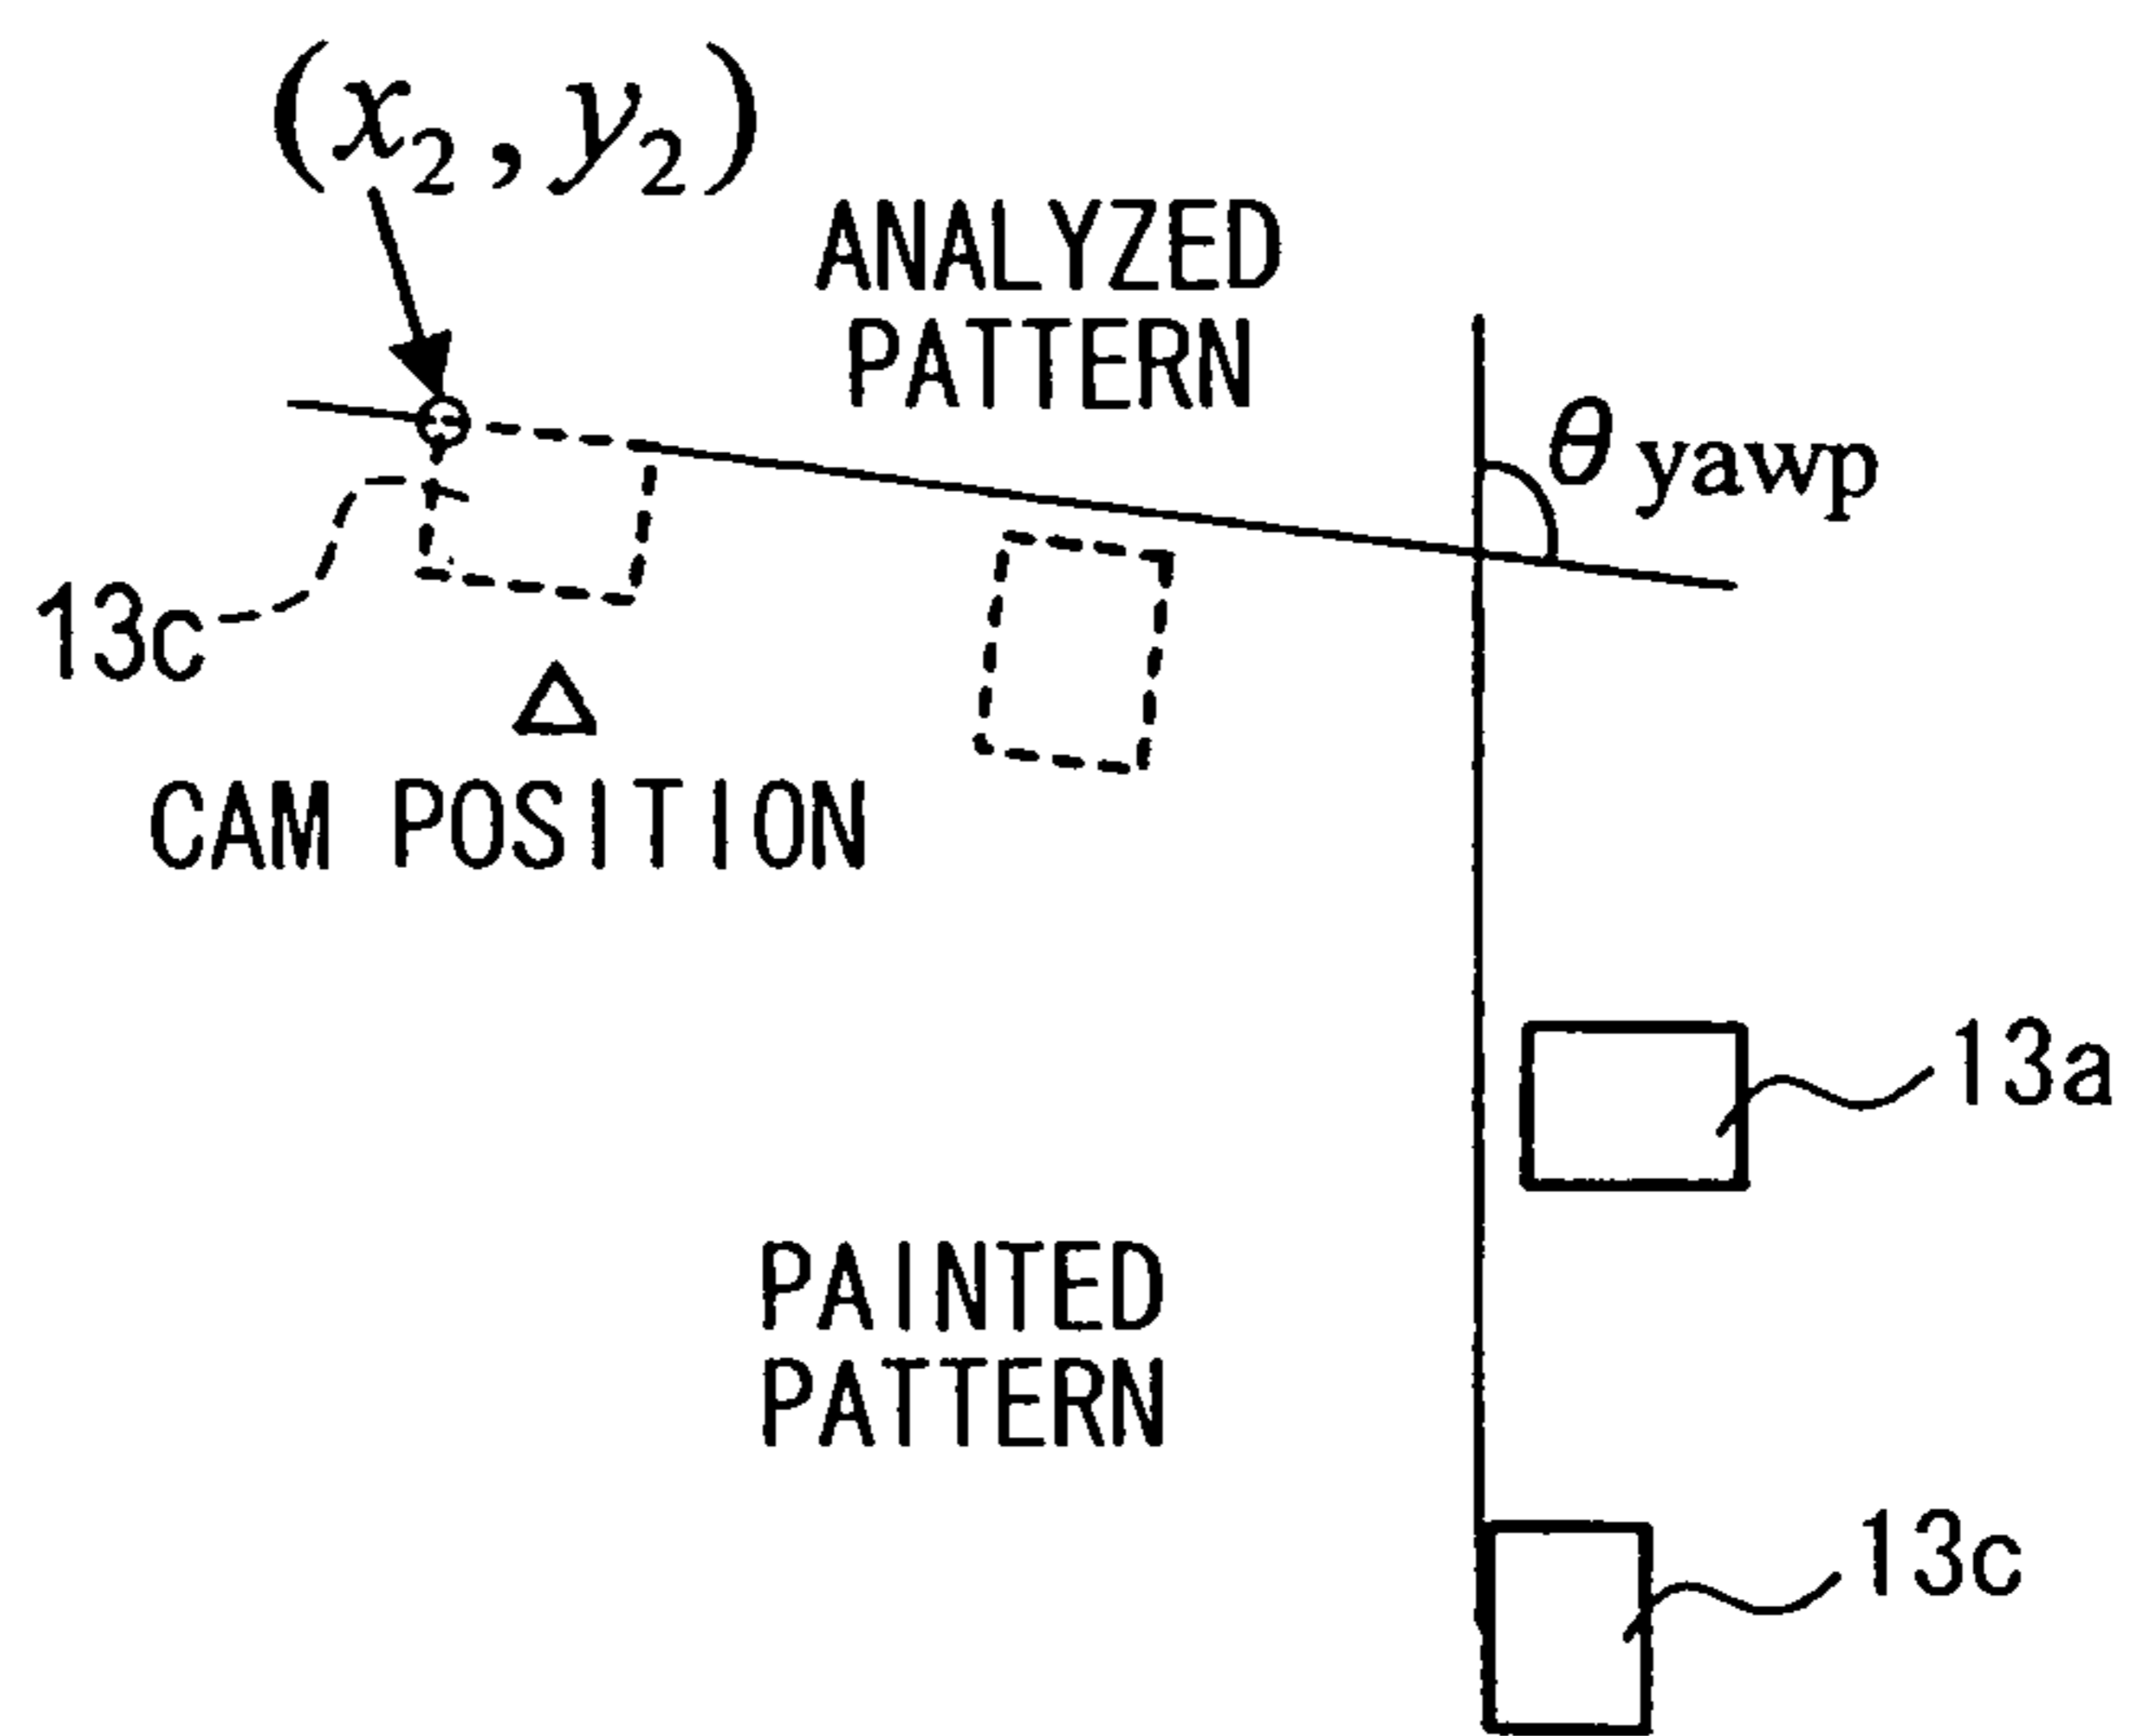 (x₂, y₂)
ANALYZED
PATTERN
θ yawp
13c
CAM POSITION
13a
PAINTED
PATTERN
13c